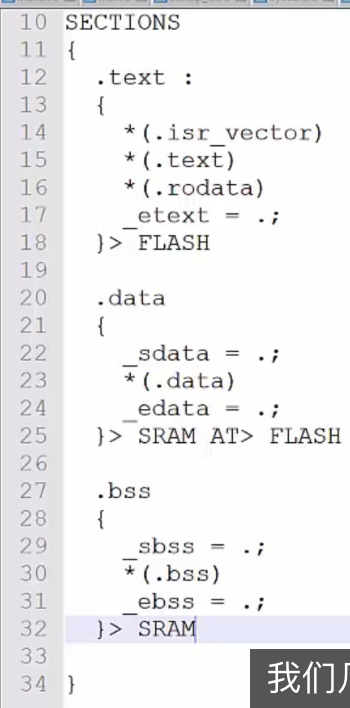 10 SECTIONS
11 {
12   .text :
13   {
14     *(.isr_vector)
15     *(.text)
16     *(.rodata)
17     _etext = .;
18   }> FLASH
19
20   .data
21   {
22     _sdata = .;
23     *(.data)
24     _edata = .;
25   }> SRAM AT> FLASH
26
27   .bss
28   {
29     _sbss = .;
30     *(.bss)
31     _ebss = .;
32   }> SRAM
33
34 }
我们